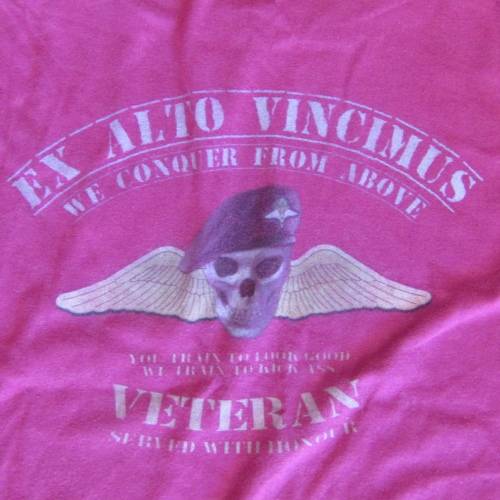 EX ALTO VINCIMUS
WE CONQUER FROM ABOVE
YOU TRAIN TO LOOK GOOD
WE TRAIN TO KICK ASS
VETERAN
SERVED WITH HONOUR